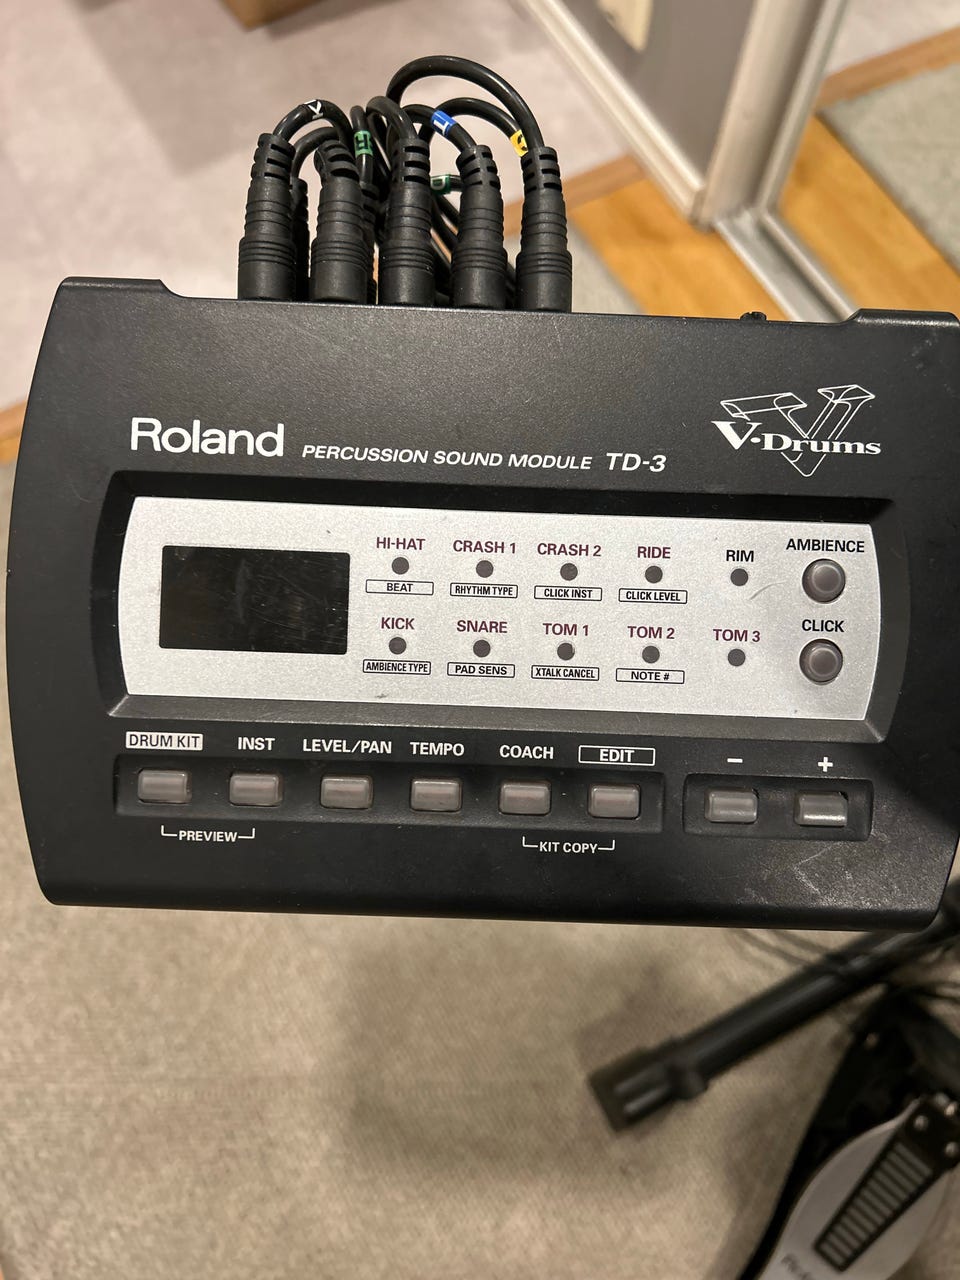 K
T1
Roland PERCUSSION SOUND MODULE TD-3
V-Drums
HI-HAT CRASH 1 CRASH 2 RIDE RIM AMBIENCE
BEAT RHYTHM TYPE CLICK INST CLICK LEVEL
KICK SNARE TOM 1 TOM 2 TOM 3 CLICK
AMBIENCE TYPE PAD SENS XTALK CANCEL NOTE #
DRUM KIT INST LEVEL/PAN TEMPO COACH EDIT − +
PREVIEW KIT COPY